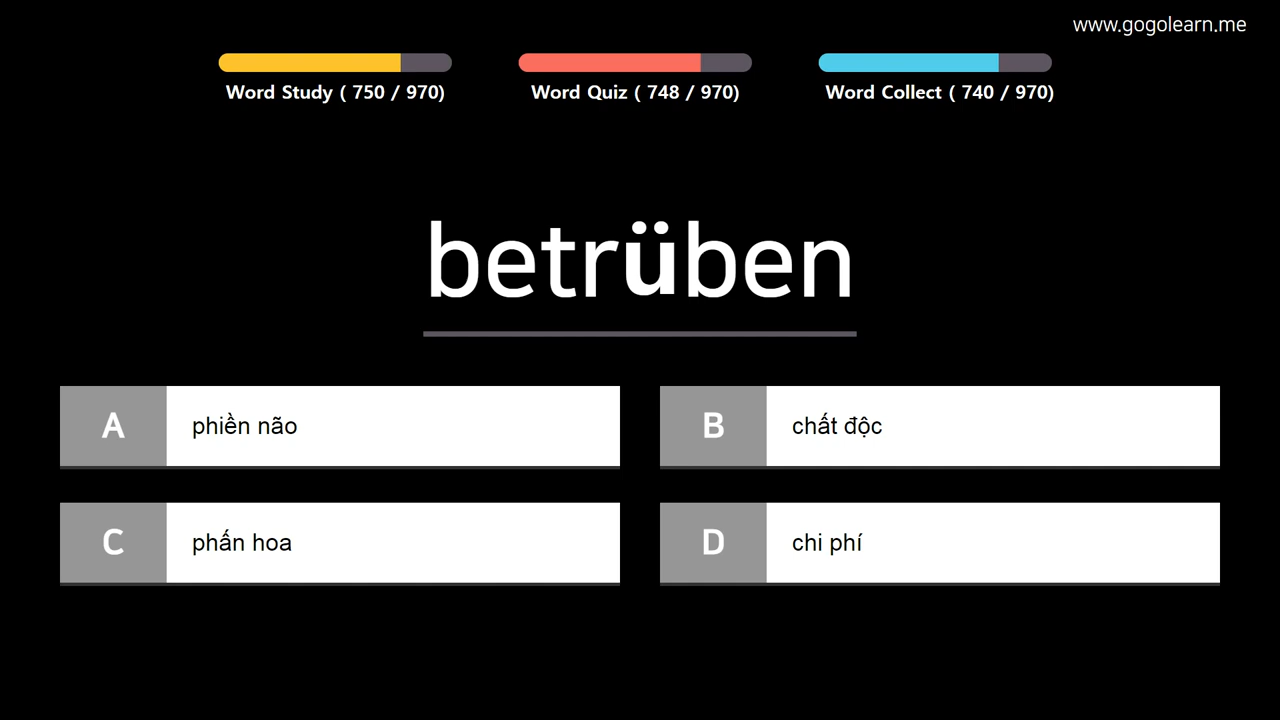 www.gogolearn.me
Word Study ( 750 / 970)
Word Quiz ( 748 / 970)
Word Collect ( 740 / 970)
betrüben
A phiền não
B chất độc
C phấn hoa
D chi phí